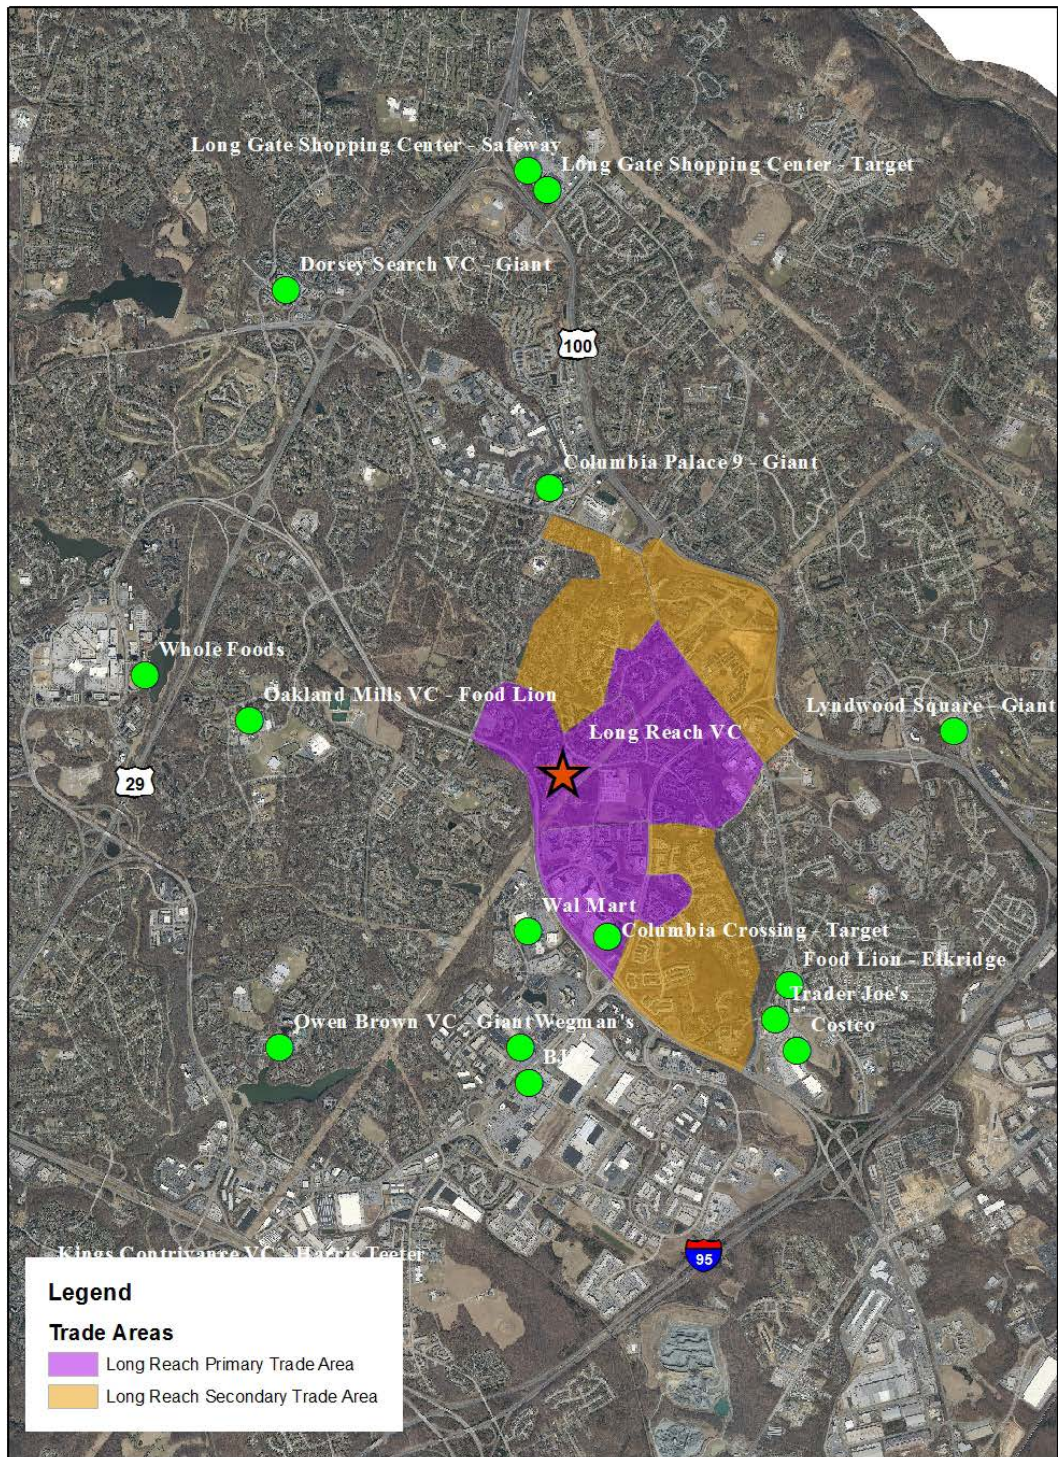 Long Gate Shopping Center - Safeway
Long Gate Shopping Center - Target
Dorsey Search VC - Giant
100
Columbia Palace 9 - Giant
Whole Foods
Oakland Mills VC - Food Lion
Lyndwood Square - Giant
Long Reach VC
29
Wal Mart
Columbia Crossing - Target
Food Lion - Elkridge
Trader Joe's
Costco
Owen Brown VC - Giant
Wegman's
Kings Contrivance VC - Harris Teeter
95
Legend
Trade Areas
Long Reach Primary Trade Area
Long Reach Secondary Trade Area